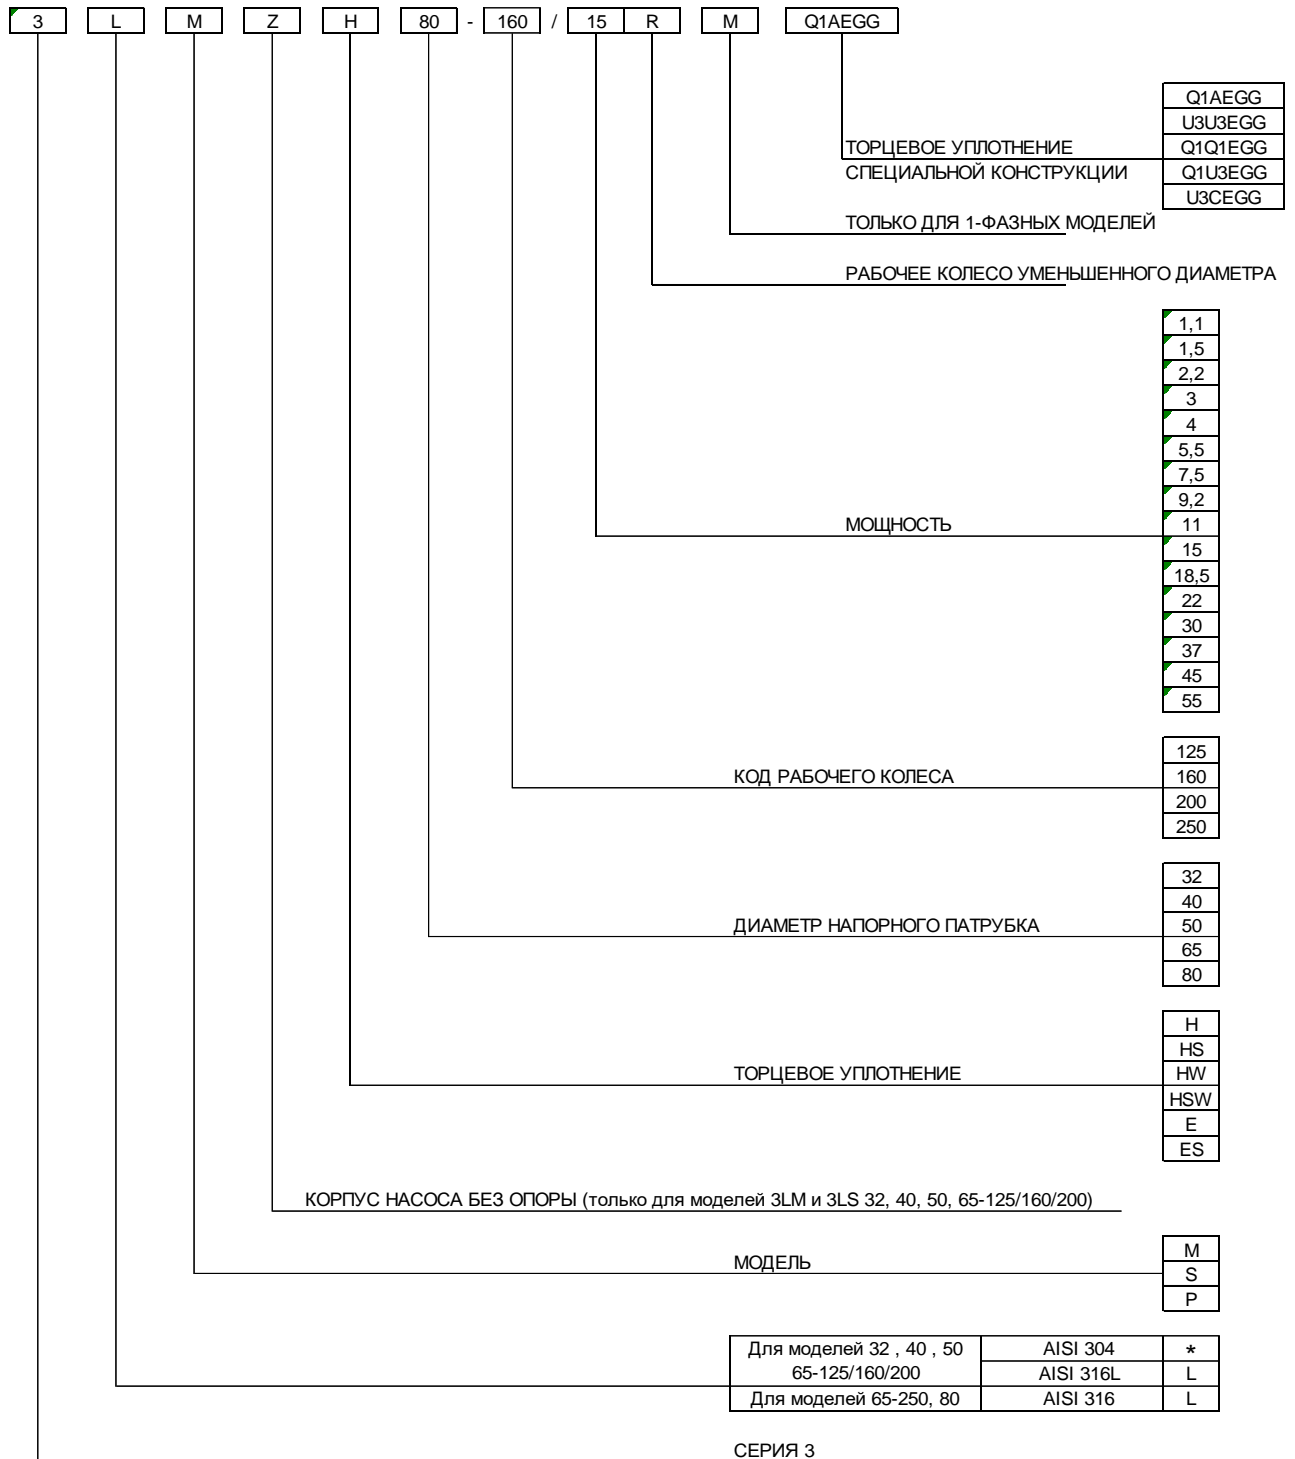 3 L M Z H 80 - 160 / 15 R M Q1AEGG
Q1AEGG
U3U3EGG
ТОРЦЕВОЕ УПЛОТНЕНИЕ Q1Q1EGG
СПЕЦИАЛЬНОЙ КОНСТРУКЦИИ Q1U3EGG
U3CEGG
ТОЛЬКО ДЛЯ 1-ФАЗНЫХ МОДЕЛЕЙ
РАБОЧЕЕ КОЛЕСО УМЕНЬШЕННОГО ДИАМЕТРА
1,1
1,5
2,2
3
4
5,5
7,5
9,2
МОЩНОСТЬ 11
15
18,5
22
30
37
45
55
125
КОД РАБОЧЕГО КОЛЕСА 160
200
250
32
40
ДИАМЕТР НАПОРНОГО ПАТРУБКА 50
65
80
H
HS
ТОРЦЕВОЕ УПЛОТНЕНИЕ HW
HSW
E
ES
КОРПУС НАСОСА БЕЗ ОПОРЫ (только для моделей 3LM и 3LS 32, 40, 50, 65-125/160/200)
M
МОДЕЛЬ S
P
Для моделей 32 , 40 , 50 AISI 304 *
65-125/160/200 AISI 316L L
Для моделей 65-250, 80 AISI 316 L
СЕРИЯ 3